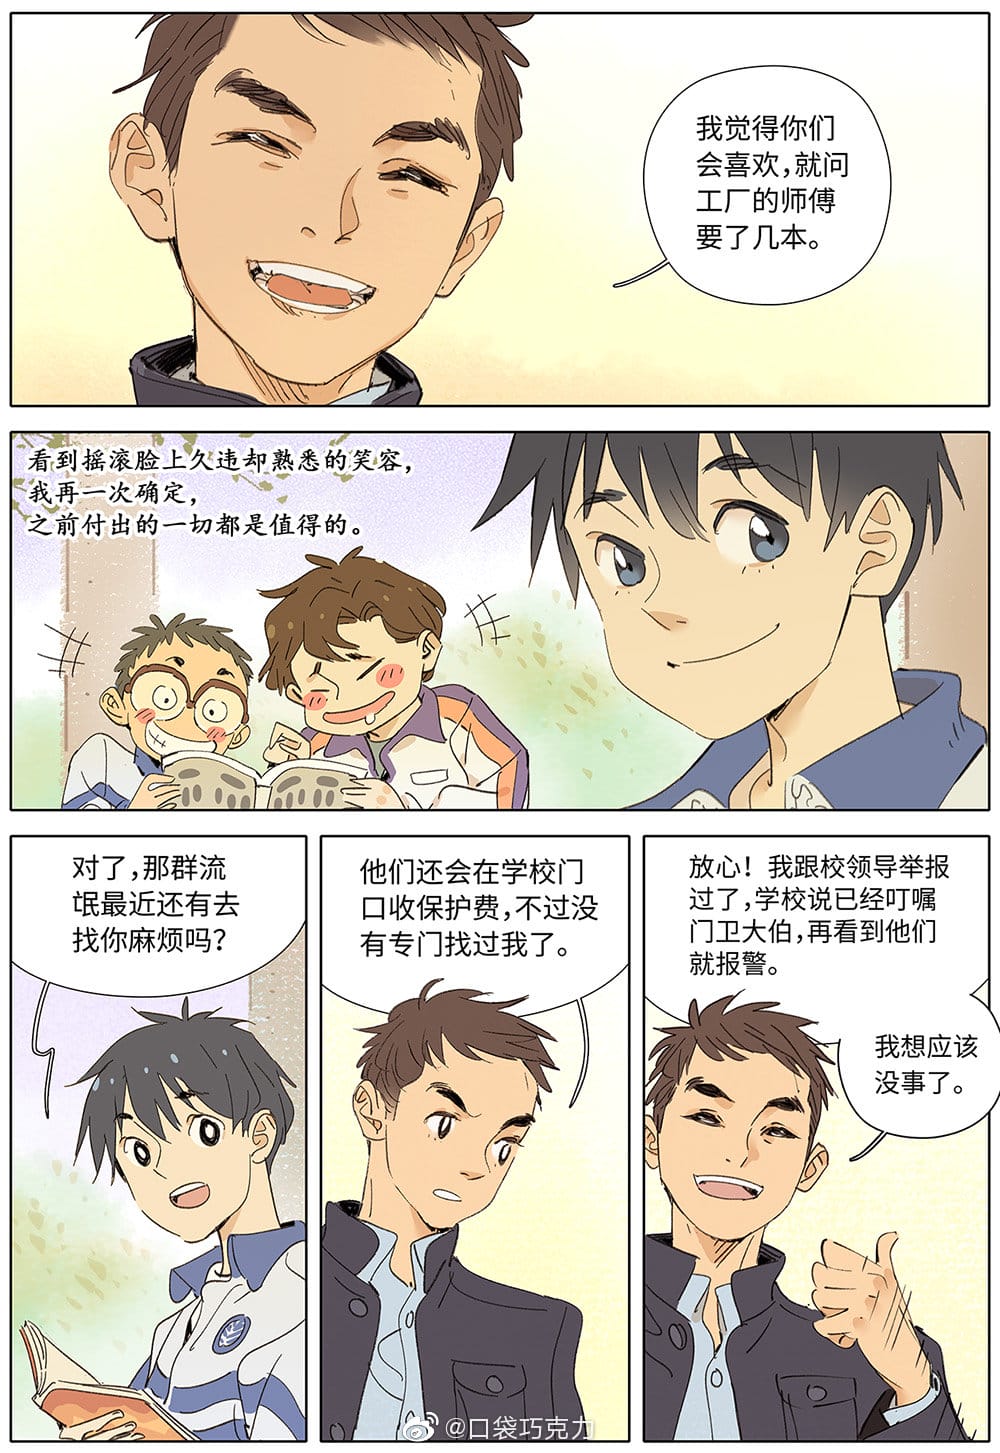 我觉得你们
会喜欢，就问
工厂的师傅
要了几本。
看到摇滚脸上久违却熟悉的笑容，
我再一次确定，
之前付出的一切都是值得的。
对了，那群流
氓最近还有去
找你麻烦吗？
他们还会在学校门
口收保护费，不过没
有专门找过我了。
放心！我跟校领导举报
过了，学校说已经叮嘱
门卫大伯，再看到他们
就报警。
我想应该
没事了。
@口袋巧克力